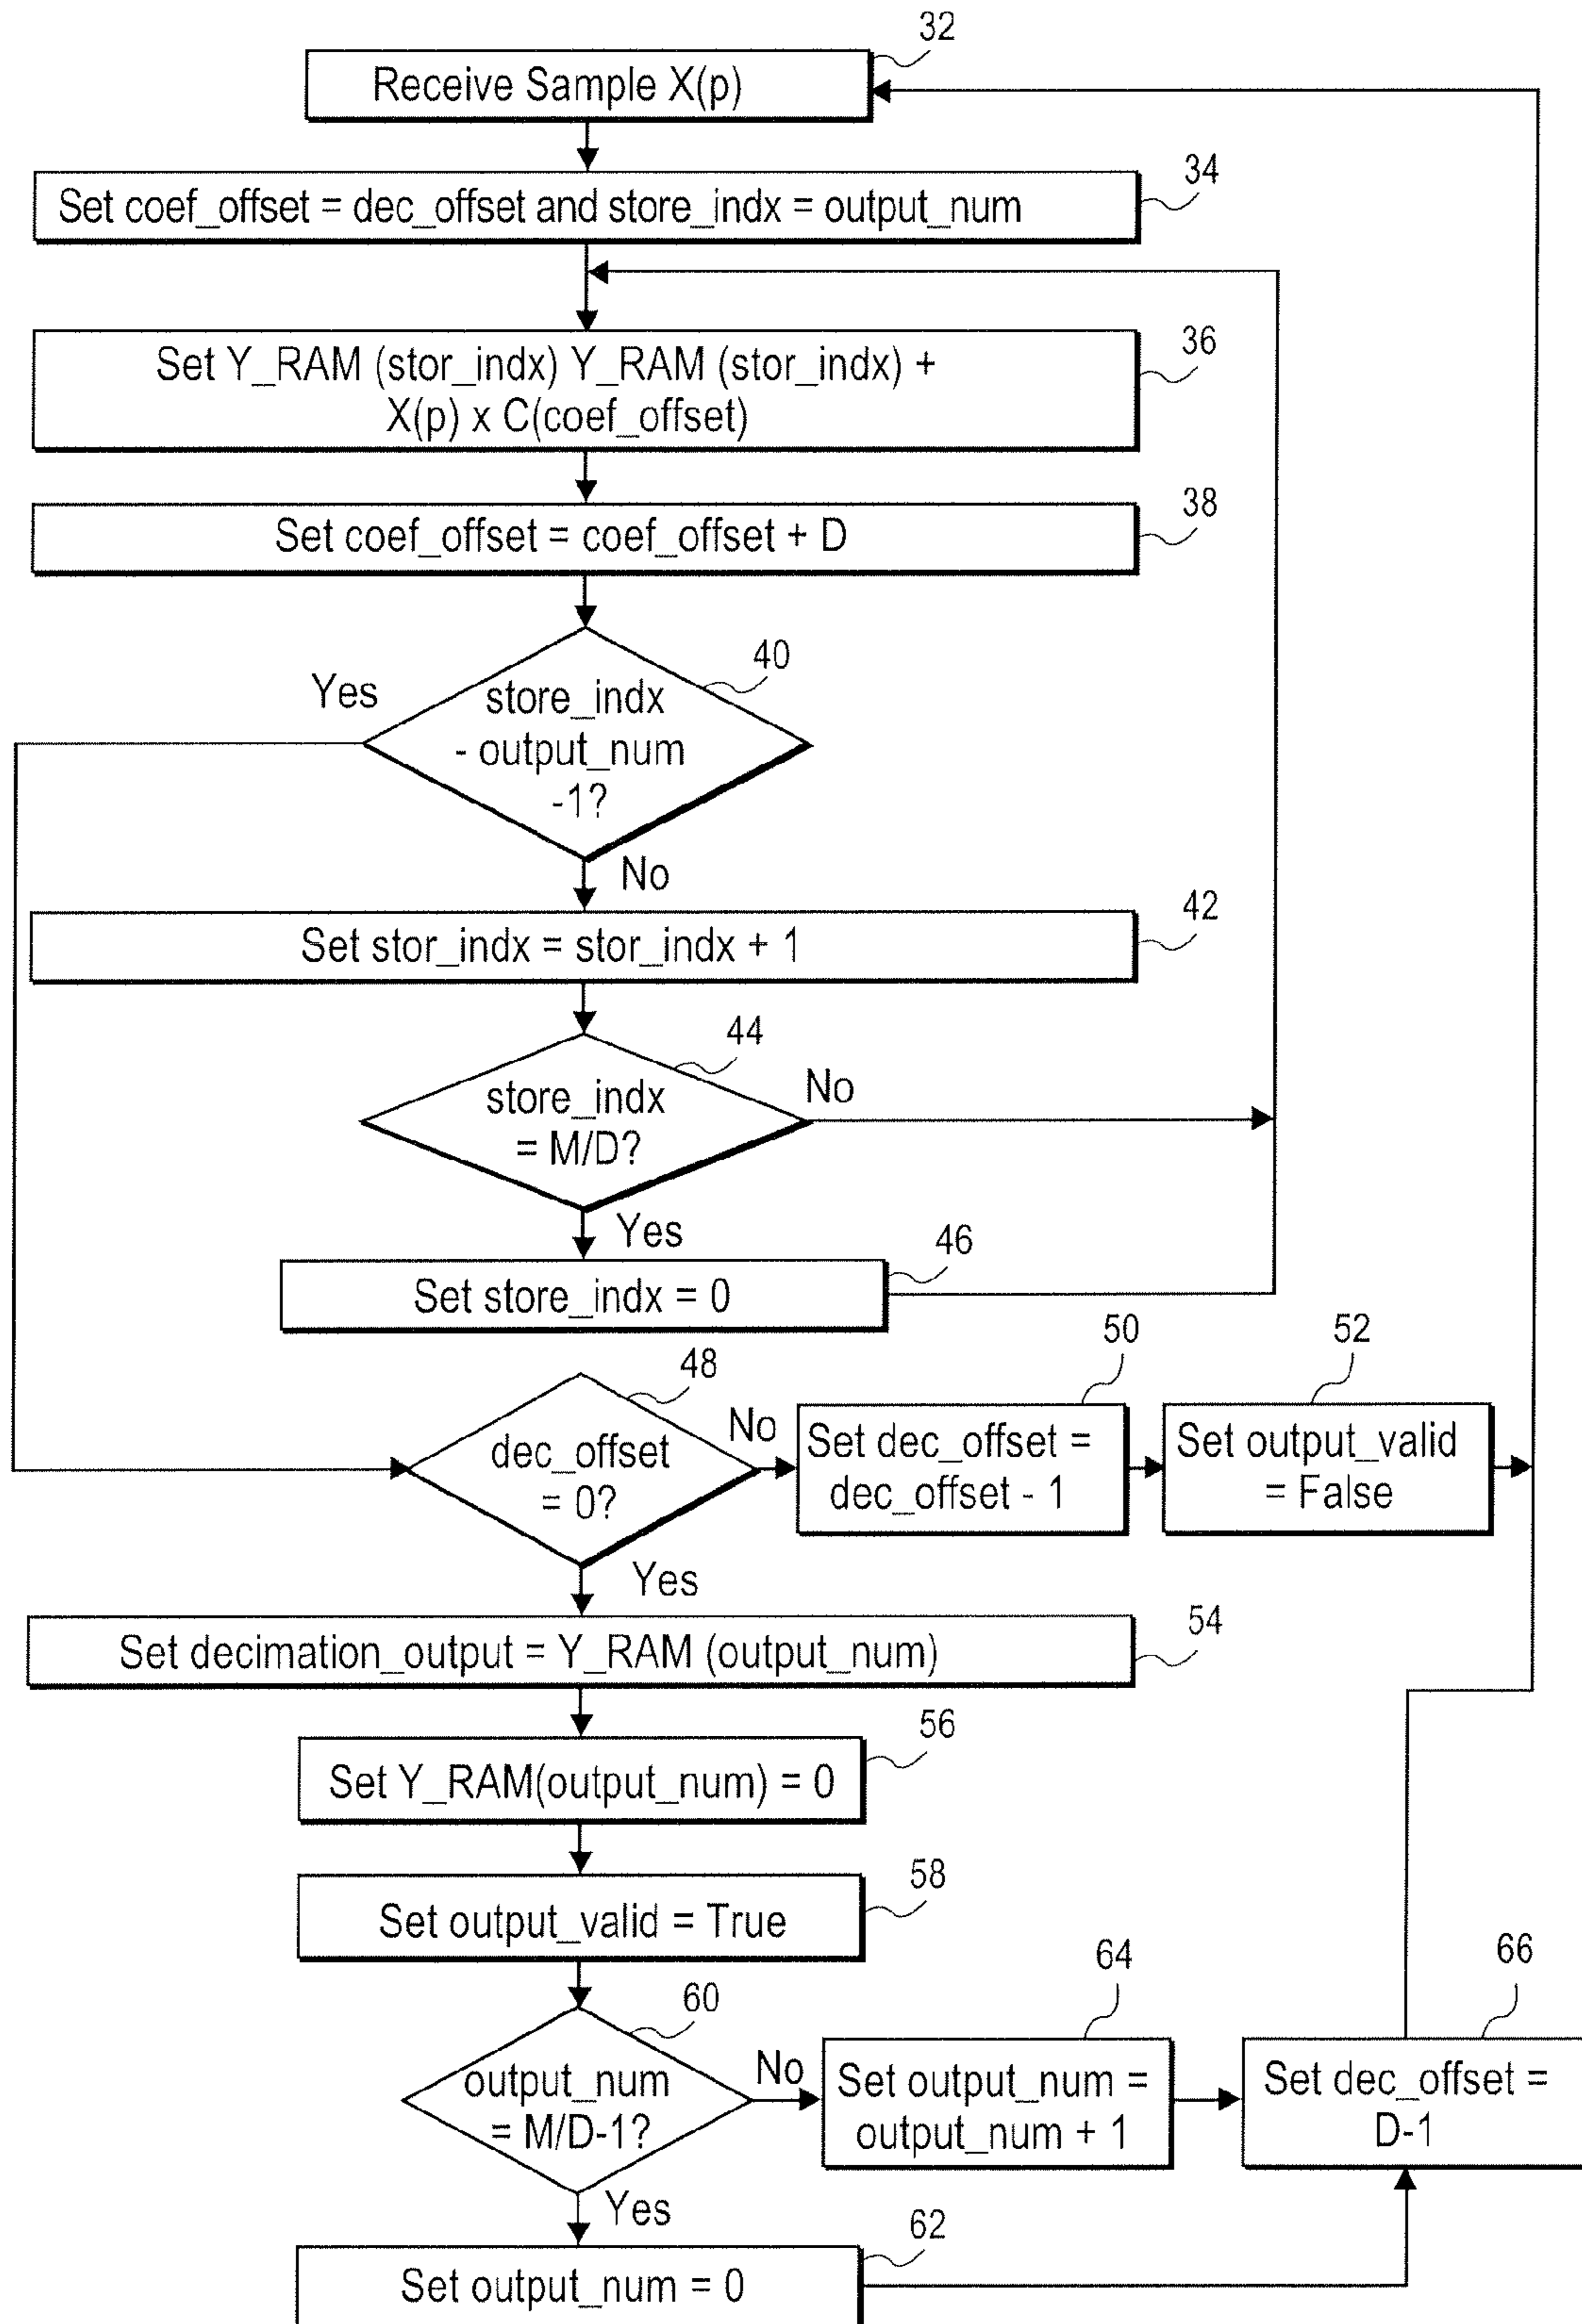 32
Receive Sample X(p)
34
Set coef_offset = dec_offset and store_indx = output_num
36
Set Y_RAM (stor_indx) Y_RAM (stor_indx) +
X(p) x C(coef_offset)
38
Set coef_offset = coef_offset + D
40
Yes
store_indx
- output_num
-1?
No
42
Set stor_indx = stor_indx + 1
44
store_indx
= M/D?
No
Yes
46
Set store_indx = 0
48
dec_offset
= 0?
No
50
Set dec_offset =
dec_offset - 1
52
Set output_valid
= False
Yes
54
Set decimation_output = Y_RAM (output_num)
56
Set Y_RAM(output_num) = 0
58
Set output_valid = True
60
output_num
= M/D-1?
No
64
Set output_num =
output_num + 1
66
Set dec_offset =
D-1
Yes
62
Set output_num = 0